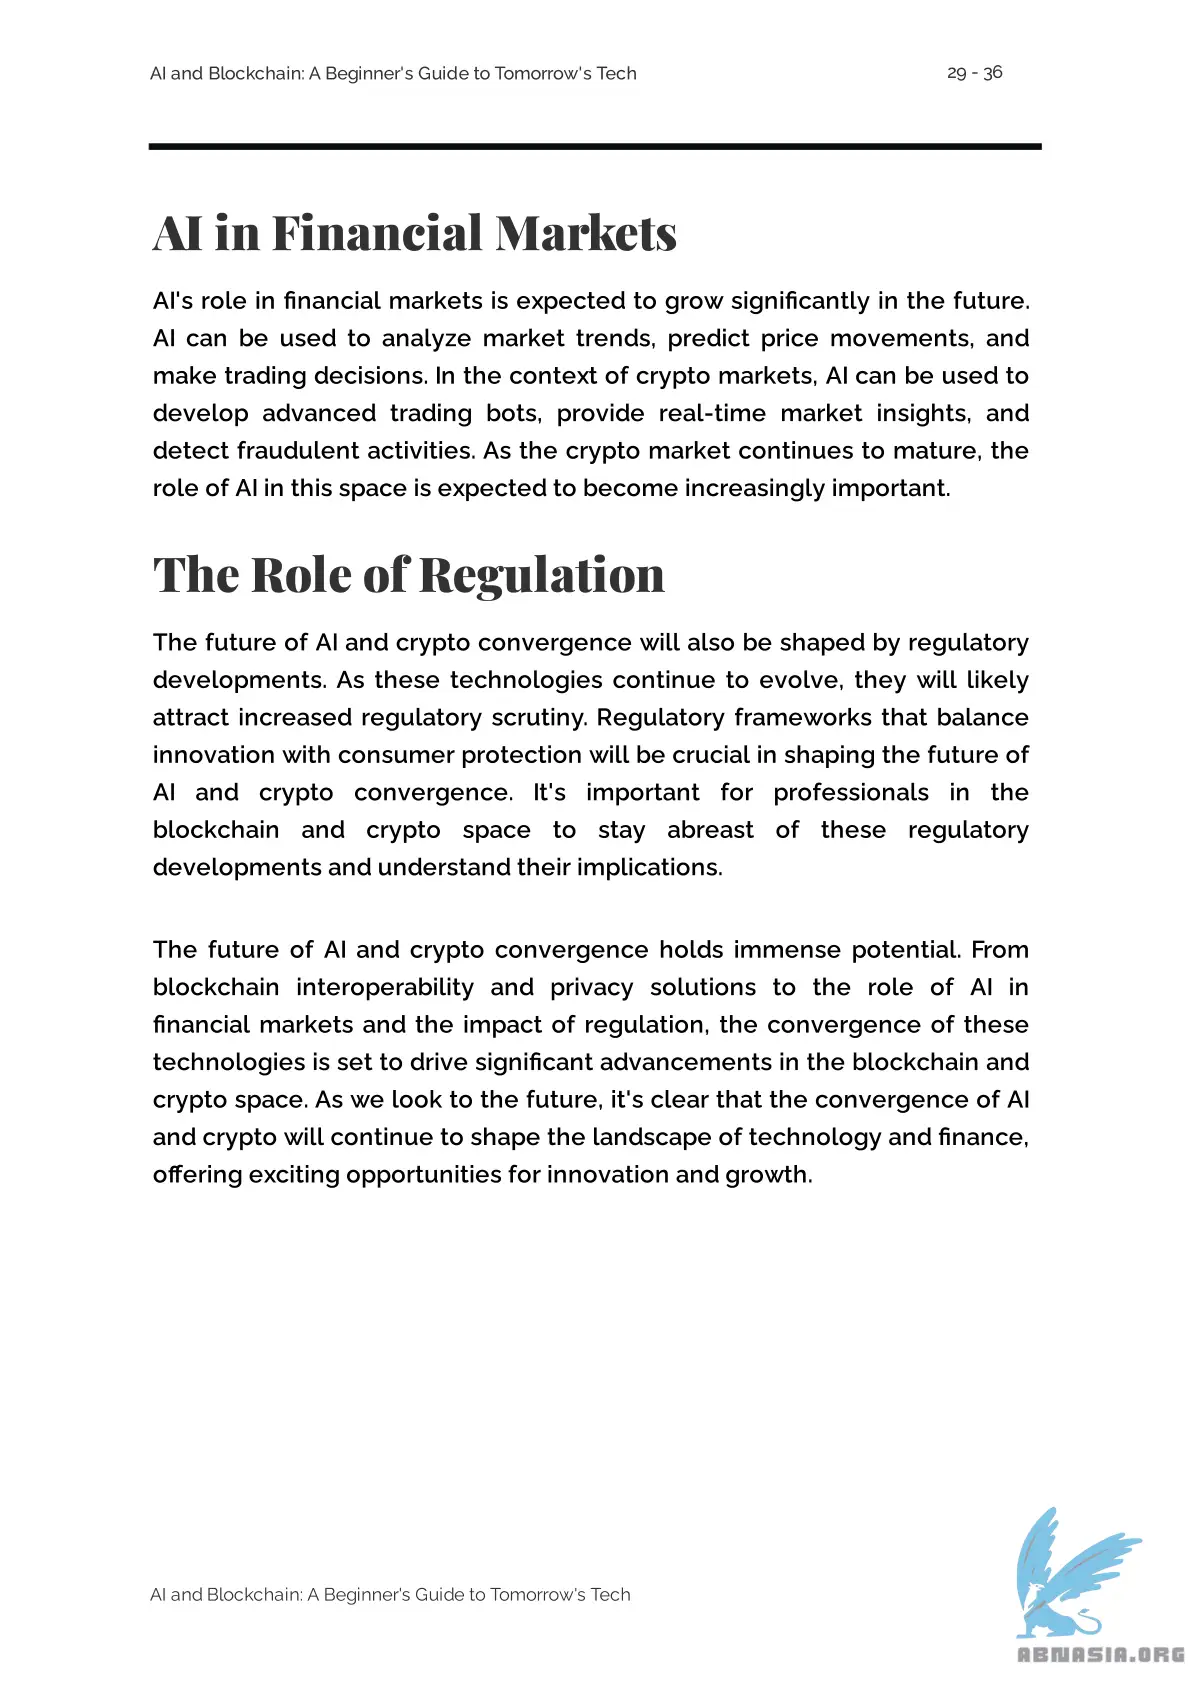 AI and Blockchain: A Beginner's Guide to Tomorrow's Tech
29 - 36
AI in Financial Markets
AI's role in financial markets is expected to grow significantly in the future.
AI can be used to analyze market trends, predict price movements, and
make trading decisions. In the context of crypto markets, AI can be used to
develop advanced trading bots, provide real-time market insights, and
detect fraudulent activities. As the crypto market continues to mature, the
role of AI in this space is expected to become increasingly important.
The Role of Regulation
The future of AI and crypto convergence will also be shaped by regulatory
developments. As these technologies continue to evolve, they will likely
attract increased regulatory scrutiny. Regulatory frameworks that balance
innovation with consumer protection will be crucial in shaping the future of
AI and crypto convergence. It's important for professionals in the
blockchain and crypto space to stay abreast of these regulatory
developments and understand their implications.
The future of AI and crypto convergence holds immense potential. From
blockchain interoperability and privacy solutions to the role of AI in
financial markets and the impact of regulation, the convergence of these
technologies is set to drive significant advancements in the blockchain and
crypto space. As we look to the future, it's clear that the convergence of AI
and crypto will continue to shape the landscape of technology and finance,
offering exciting opportunities for innovation and growth.
AI and Blockchain: A Beginner's Guide to Tomorrow's Tech
ABNASIA.ORG